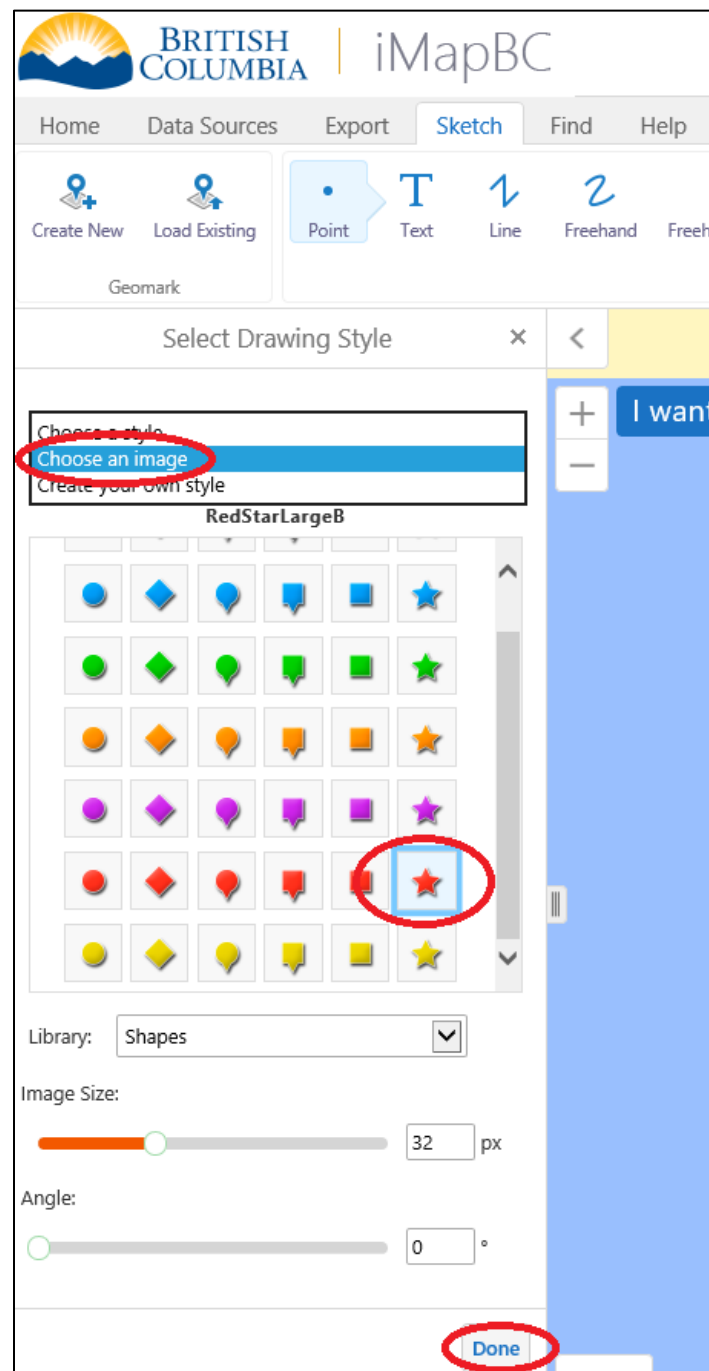 BRITISH
COLUMBIA
iMapBC
Home Data Sources Export Sketch Find Help
Create New Load Existing Point Text Line Freehand Freeh
Geomark
Select Drawing Style ×
I want
Choose a style
Choose an image
Create your own style
RedStarLargeB
Library: Shapes
Image Size:
32 px
Angle:
0 °
Done